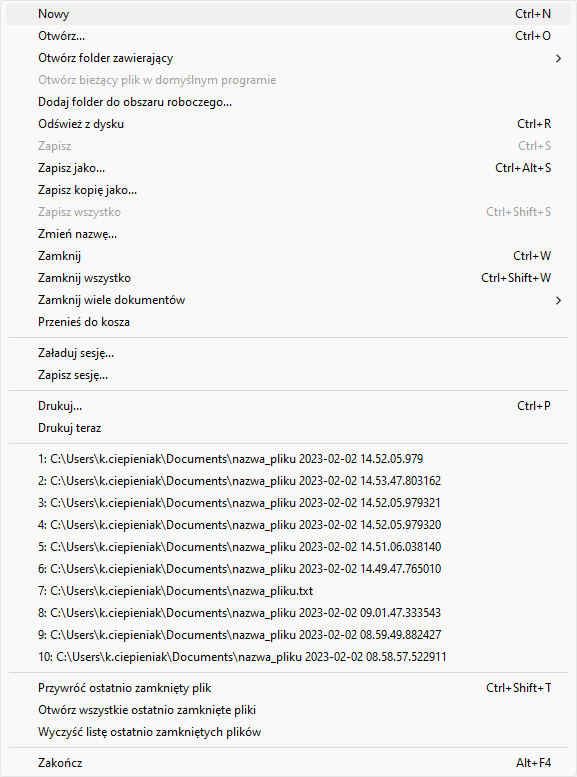 Nowy Ctrl+N
Otwórz... Ctrl+O
Otwórz folder zawierający
Otwórz bieżący plik w domyślnym programie
Dodaj folder do obszaru roboczego...
Odśwież z dysku Ctrl+R
Zapisz Ctrl+S
Zapisz jako... Ctrl+Alt+S
Zapisz kopię jako...
Zapisz wszystko Ctrl+Shift+S
Zmień nazwę...
Zamknij Ctrl+W
Zamknij wszystko Ctrl+Shift+W
Zamknij wiele dokumentów
Przenieś do kosza
Załaduj sesję...
Zapisz sesję...
Drukuj... Ctrl+P
Drukuj teraz
1: C:\Users\k.ciepieniak\Documents\nazwa_pliku 2023-02-02 14.52.05.979
2: C:\Users\k.ciepieniak\Documents\nazwa_pliku 2023-02-02 14.53.47.803162
3: C:\Users\k.ciepieniak\Documents\nazwa_pliku 2023-02-02 14.52.05.979321
4: C:\Users\k.ciepieniak\Documents\nazwa_pliku 2023-02-02 14.52.05.979320
5: C:\Users\k.ciepieniak\Documents\nazwa_pliku 2023-02-02 14.51.06.038140
6: C:\Users\k.ciepieniak\Documents\nazwa_pliku 2023-02-02 14.49.47.765010
7: C:\Users\k.ciepieniak\Documents\nazwa_pliku.txt
8: C:\Users\k.ciepieniak\Documents\nazwa_pliku 2023-02-02 09.01.47.333543
9: C:\Users\k.ciepieniak\Documents\nazwa_pliku 2023-02-02 08.59.49.882427
10: C:\Users\k.ciepieniak\Documents\nazwa_pliku 2023-02-02 08.58.57.522911
Przywróć ostatnio zamknięty plik Ctrl+Shift+T
Otwórz wszystkie ostatnio zamknięte pliki
Wyczyść listę ostatnio zamkniętych plików
Zakończ Alt+F4